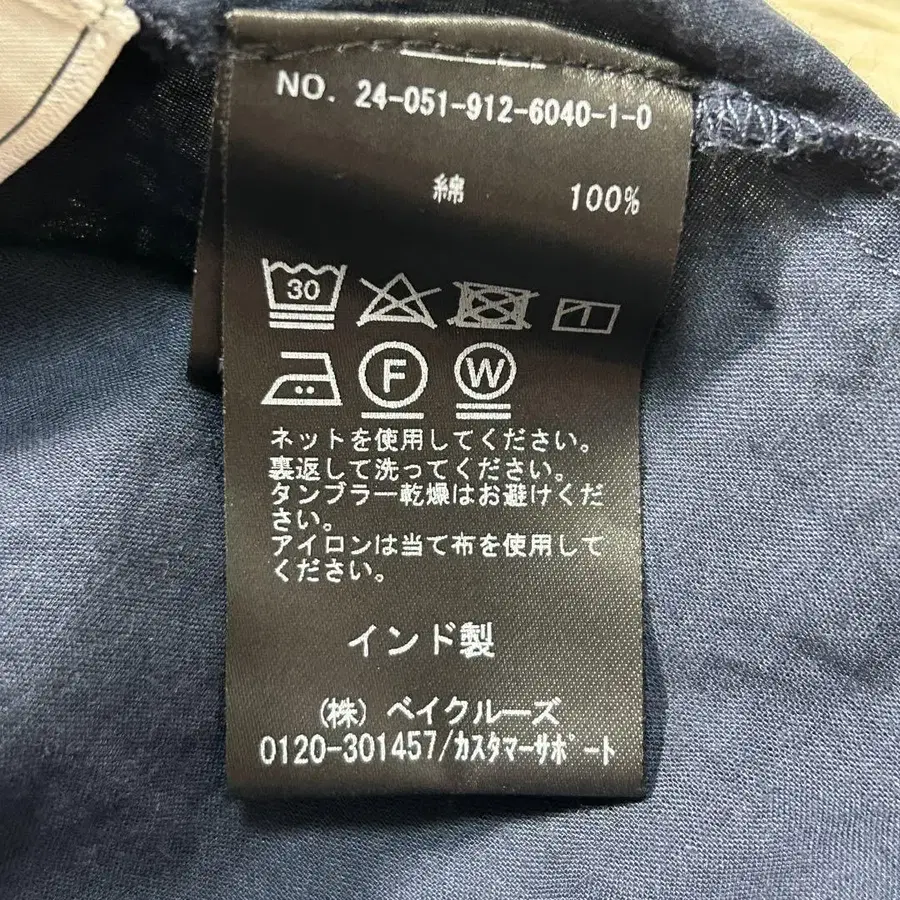 NO. 24-051-912-6040-1-0
綿 100%
30
F W
ネットを使用してください。
裏返して洗ってください。
タンブラー乾燥はお避けくだ
さい。
アイロンは当て布を使用して
ください。
インド製
(株) ベイクルーズ
0120-301457/カスタマーサポート